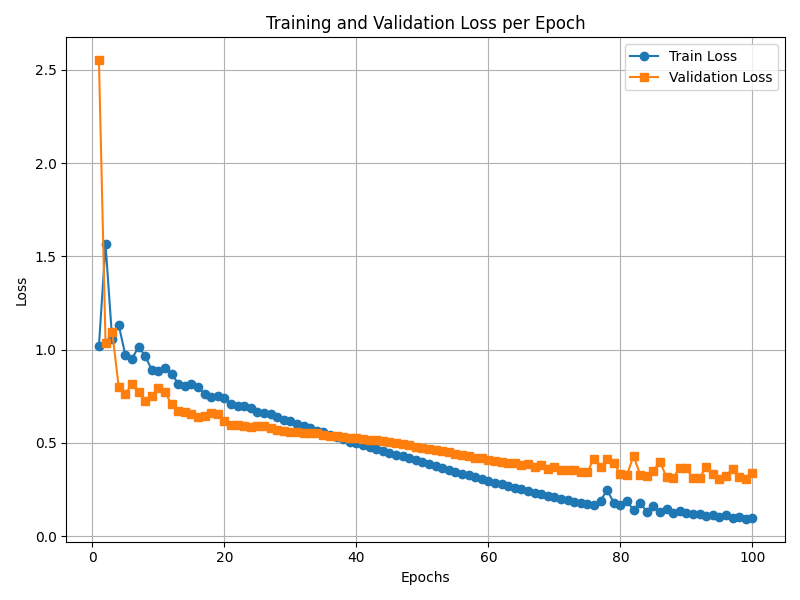 Training and Validation Loss per Epoch
Train Loss
Validation Loss
2.5
2.0
1.5
1.0
0.5
0.0
Loss
0 20 40 60 80 100
Epochs